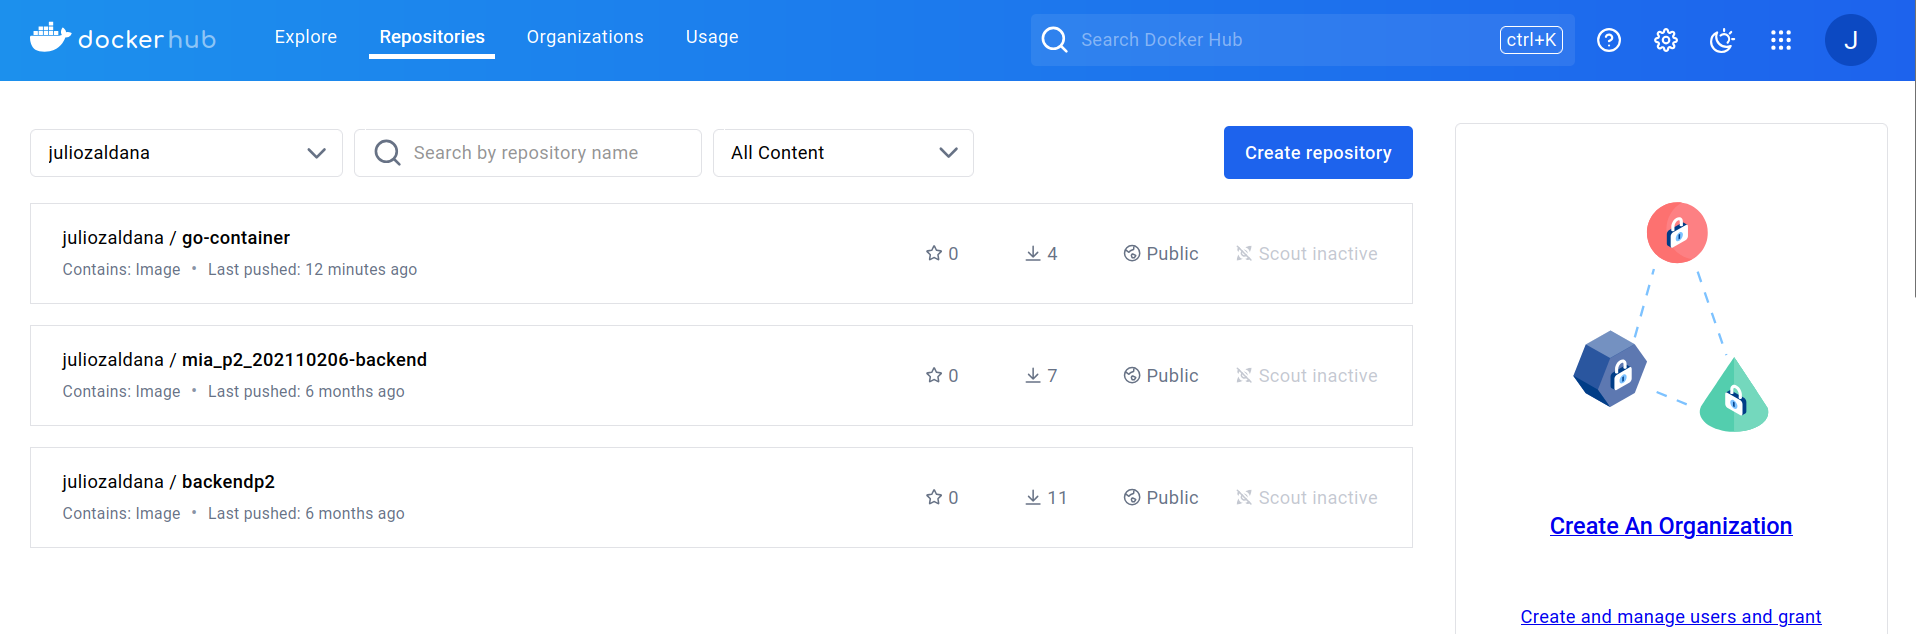 dockerhub Explore Repositories Organizations Usage Search Docker Hub ctrl+K J
juliozaldana Search by repository name All Content Create repository
juliozaldana / go-container
Contains: Image • Last pushed: 12 minutes ago
0 4 Public Scout inactive
juliozaldana / mia_p2_202110206-backend
Contains: Image • Last pushed: 6 months ago
0 7 Public Scout inactive
juliozaldana / backendp2
Contains: Image • Last pushed: 6 months ago
0 11 Public Scout inactive
Create An Organization
Create and manage users and grant